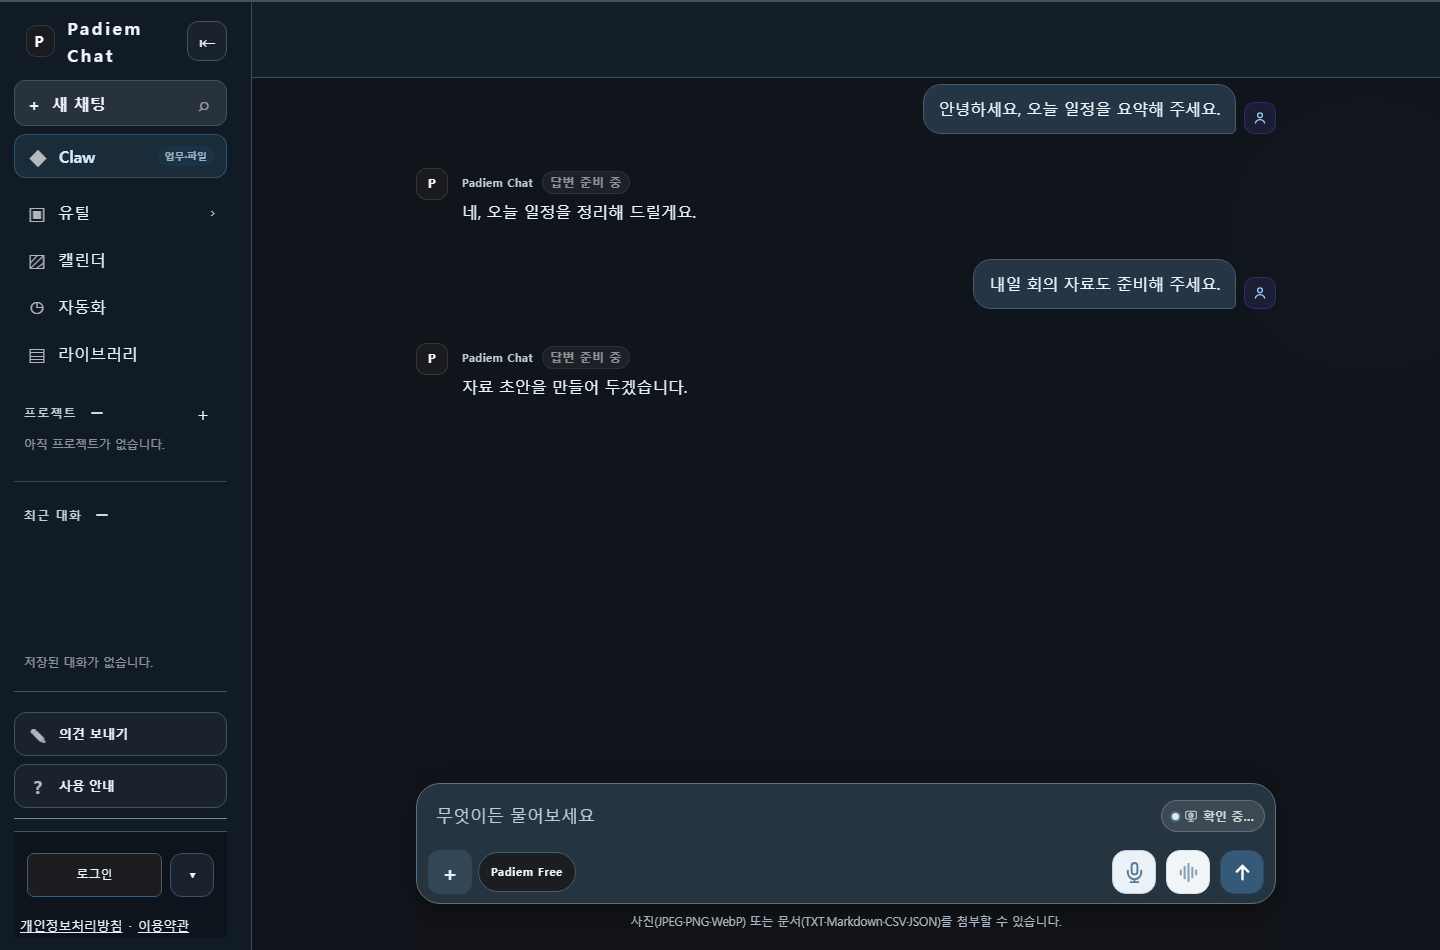 P Padiem
Chat
+ 새 채팅
Claw 업무·파일
유틸
캘린더
자동화
라이브러리
프로젝트 +
아직 프로젝트가 없습니다.
최근 대화
저장된 대화가 없습니다.
의견 보내기
? 사용 안내
로그인
개인정보처리방침 · 이용약관
안녕하세요, 오늘 일정을 요약해 주세요.
P Padiem Chat 답변 준비 중
네, 오늘 일정을 정리해 드릴게요.
내일 회의 자료도 준비해 주세요.
P Padiem Chat 답변 준비 중
자료 초안을 만들어 두겠습니다.
무엇이든 물어보세요 확인 중...
+ Padiem Free
사진(JPEG·PNG·WebP) 또는 문서(TXT·Markdown·CSV·JSON)를 첨부할 수 있습니다.